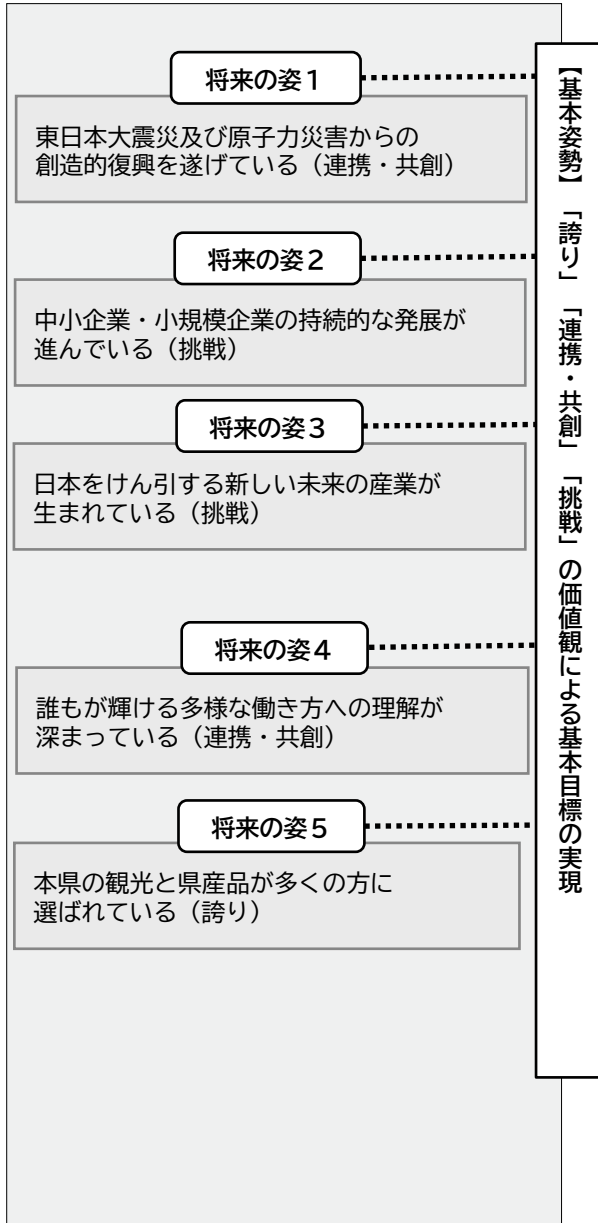 将来の姿１
東日本大震災及び原子力災害からの
創造的復興を遂げている（連携・共創）
将来の姿２
中小企業・小規模企業の持続的な発展が
進んでいる（挑戦）
将来の姿３
日本をけん引する新しい未来の産業が
生まれている（挑戦）
将来の姿４
誰もが輝ける多様な働き方への理解が
深まっている（連携・共創）
将来の姿５
本県の観光と県産品が多くの方に
選ばれている（誇り）
【基本姿勢】「誇り」「連携・共創」「挑戦」の価値観による基本目標の実現